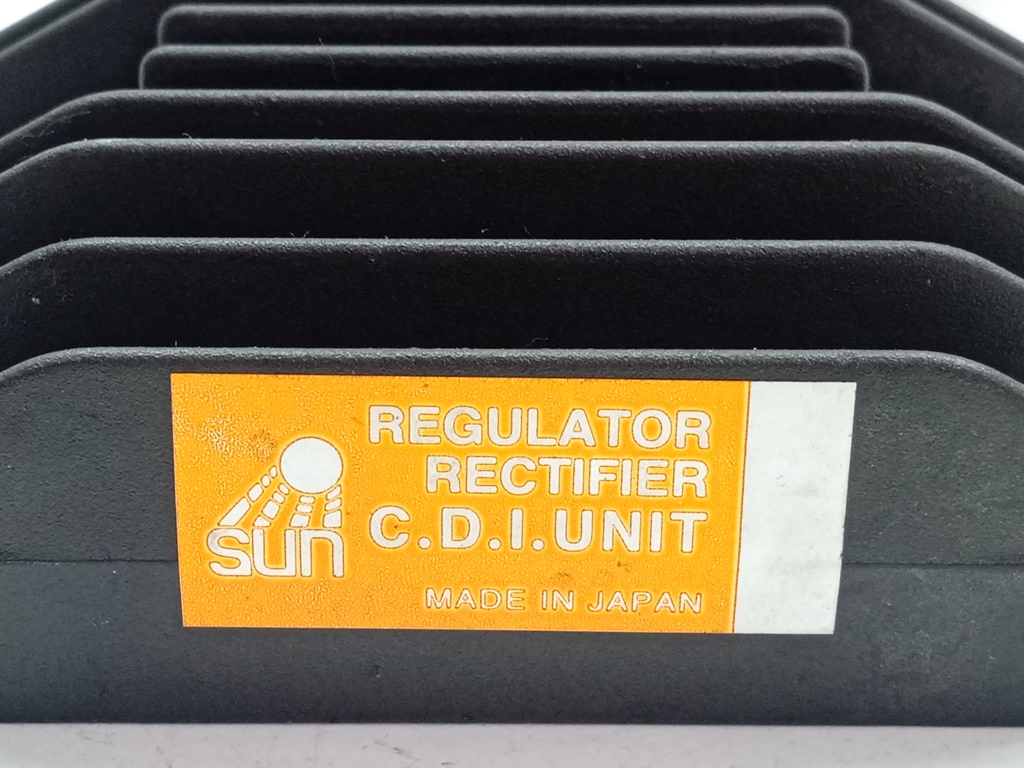 REGULATOR
RECTIFIER
C.D.I.UNIT
sun
MADE IN JAPAN